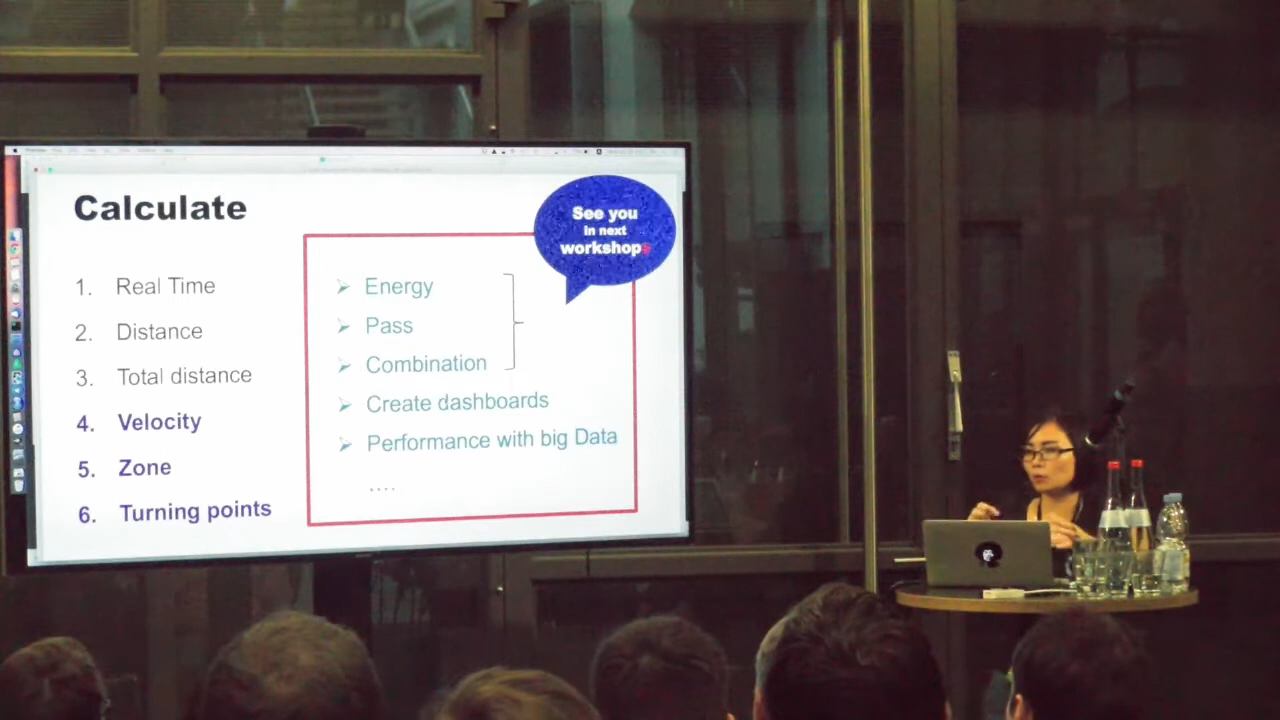 Calculate
See you
in next
workshops
1. Real Time
2. Distance
3. Total distance
4. Velocity
5. Zone
6. Turning points
➢ Energy
➢ Pass
➢ Combination
➢ Create dashboards
➢ Performance with big Data
....